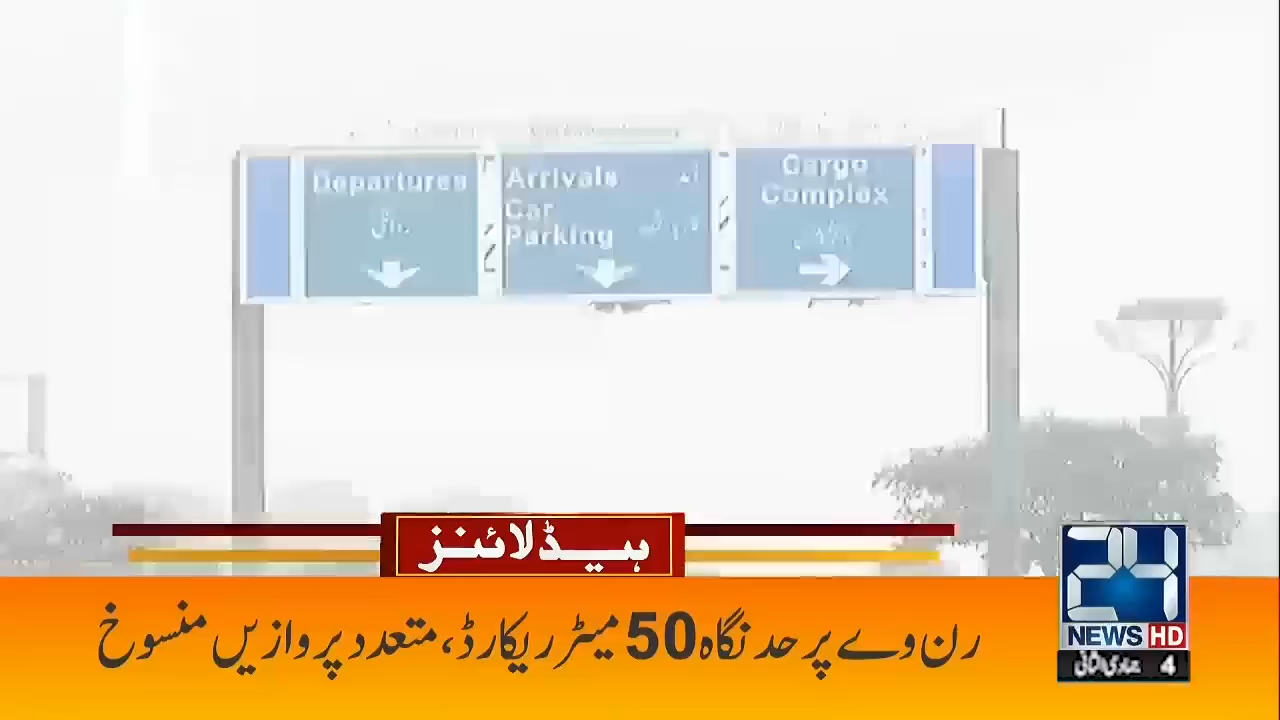 Departures
Arrivals
Car
Parking
Cargo
Complex
ہیڈلائنز
رن وے پر حد نگاہ 50 میٹر ریکارڈ، متعدد پروازیں منسوخ
24
NEWS HD
4